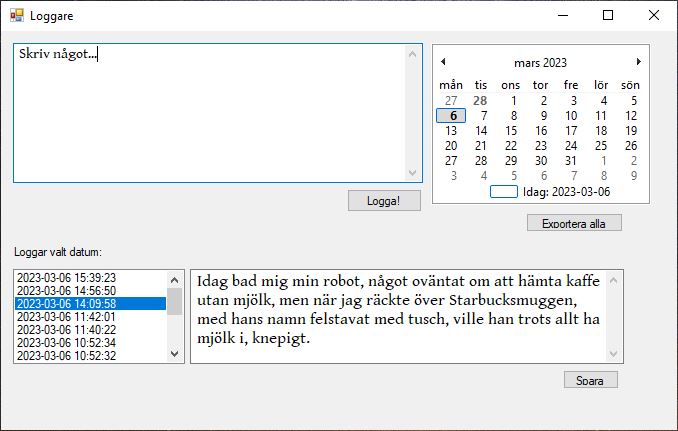 Loggare
Skriv något...
mars 2023
mån tis ons tor fre lör sön
27 28 1 2 3 4 5
6 7 8 9 10 11 12
13 14 15 16 17 18 19
20 21 22 23 24 25 26
27 28 29 30 31 1 2
3 4 5 6 7 8 9
Idag: 2023-03-06
Logga!
Exportera alla
Loggar valt datum:
2023-03-06 15:39:23
2023-03-06 14:56:50
2023-03-06 14:09:58
2023-03-06 11:42:01
2023-03-06 11:40:22
2023-03-06 10:52:34
2023-03-06 10:52:32
Idag bad mig min robot, något oväntat om att hämta kaffe
utan mjölk, men när jag räckte över Starbucksmuggen,
med hans namn felstavat med tusch, ville han trots allt ha
mjölk i, knepigt.
Spara